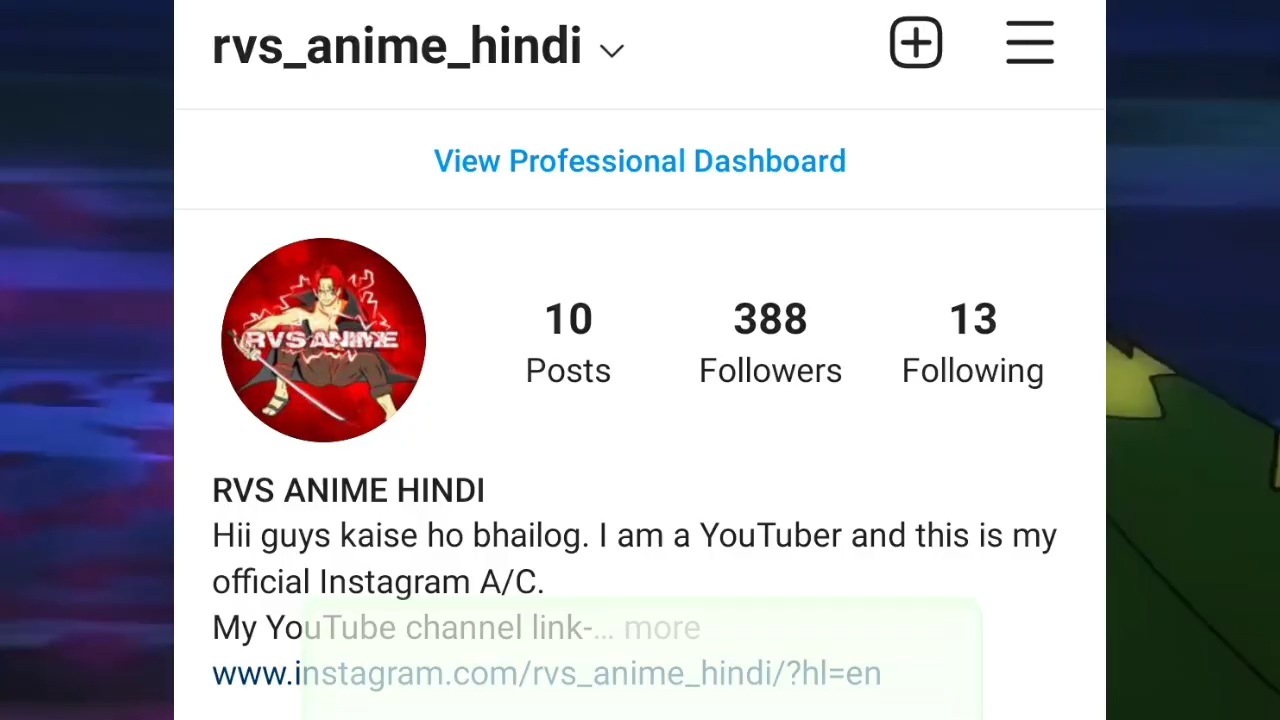 rvs_anime_hindi
View Professional Dashboard
RVS ANIME
10 388 13
Posts Followers Following
RVS ANIME HINDI
Hii guys kaise ho bhailog. I am a YouTuber and this is my
official Instagram A/C.
My YouTube channel link-... more
www.instagram.com/rvs_anime_hindi/?hl=en